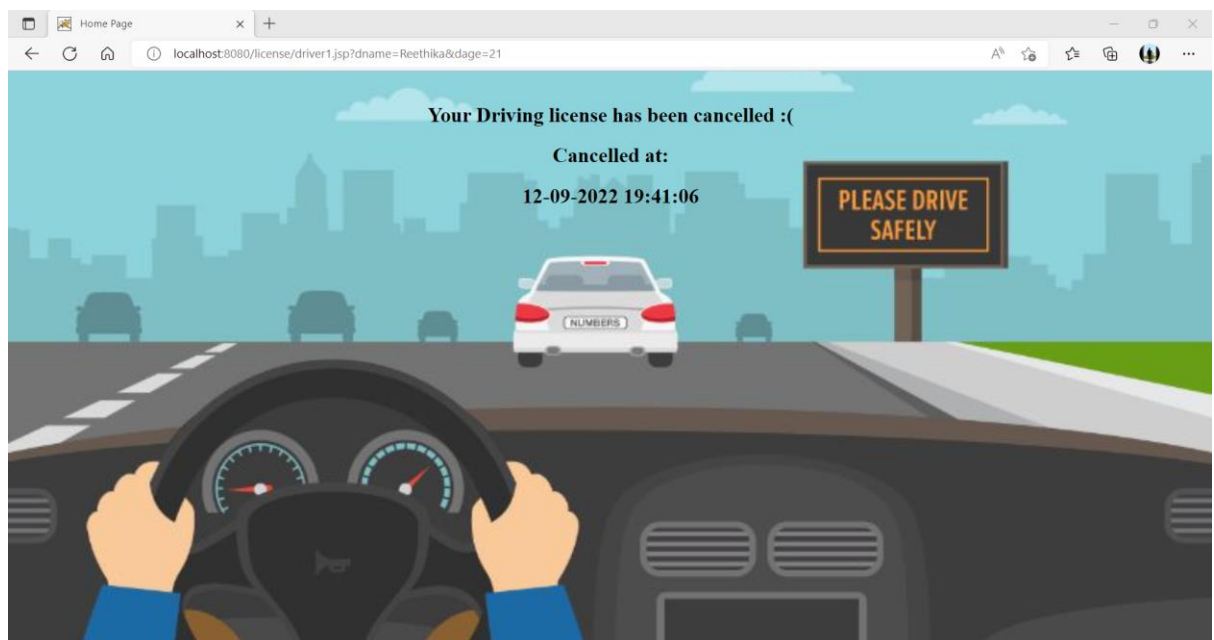 Home Page
localhost:8080/license/driver1.jsp?dname=Reethika&dage=21
Your Driving license has been cancelled :(
Cancelled at:
12-09-2022 19:41:06
PLEASE DRIVE
SAFELY
NUMBERS